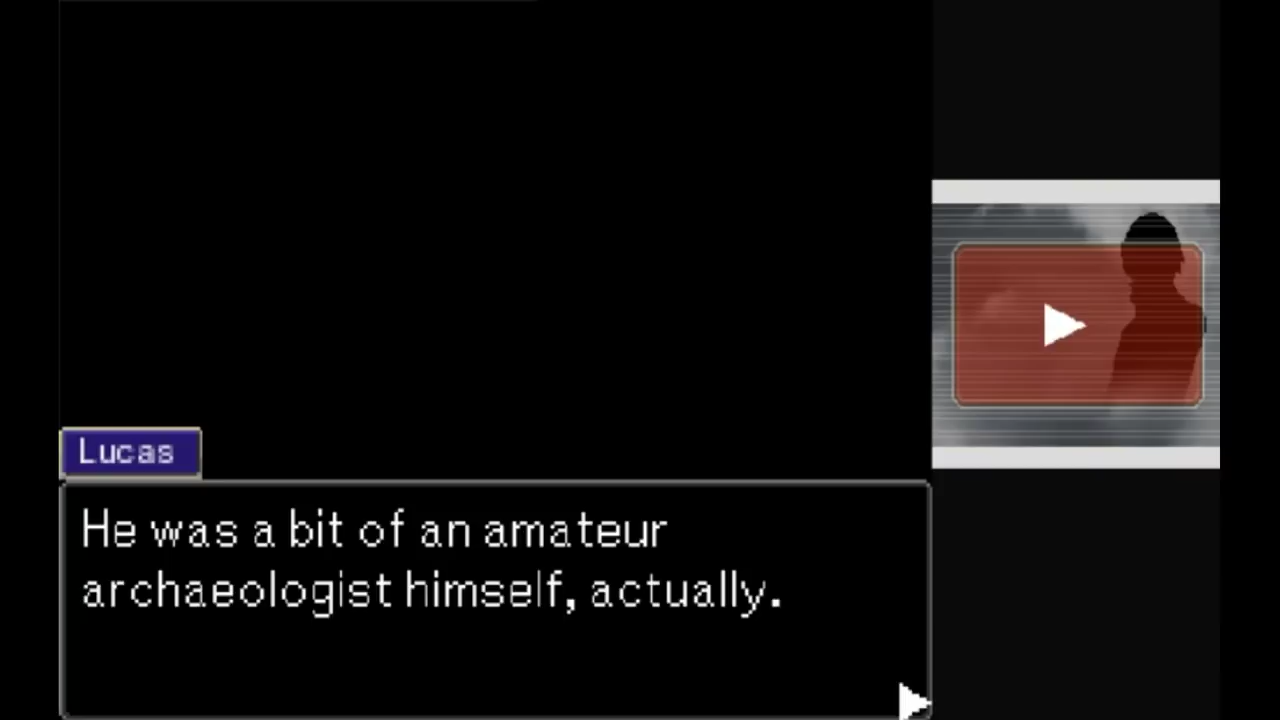 Lucas
He was a bit of an amateur
archaeologist himself, actually.